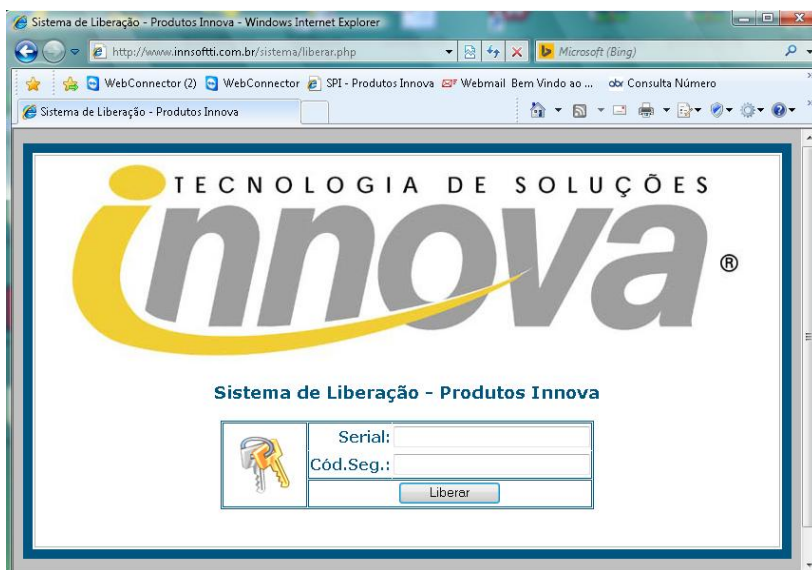 Sistema de Liberação - Produtos Innova - Windows Internet Explorer
http://www.innsoftti.com.br/sistema/liberar.php
Microsoft (Bing)
WebConnector (2) WebConnector SPI - Produtos Innova Webmail Bem Vindo ao ... obr Consulta Número
Sistema de Liberação - Produtos Innova
TECNOLOGIA DE SOLUÇÕES
innova®
Sistema de Liberação - Produtos Innova
Serial:
Cód.Seg.:
Liberar